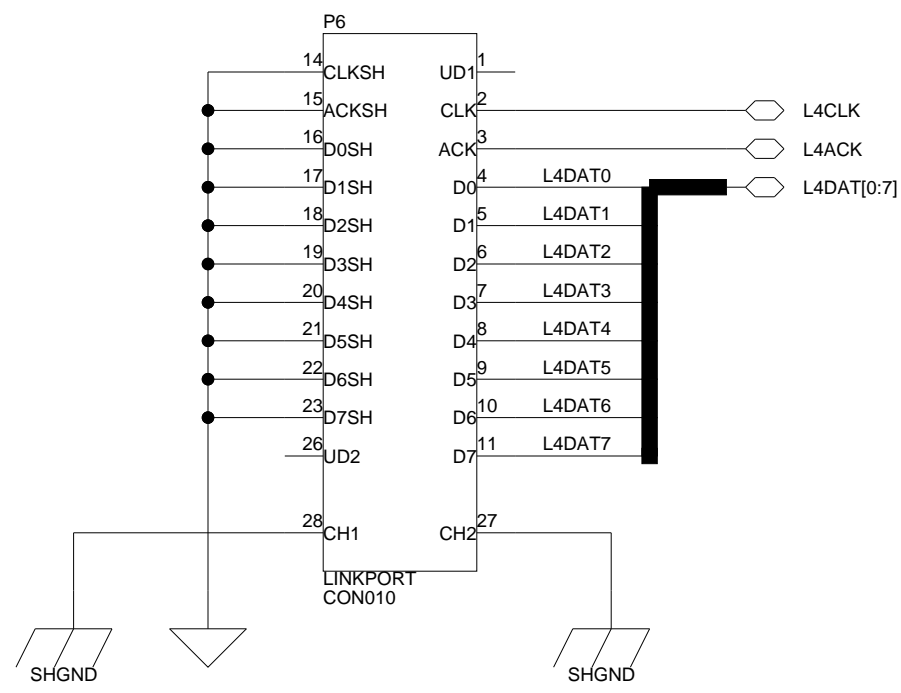 P6
14 CLKSH UD1 1
15 ACKSH CLK 2 L4CLK
16 D0SH ACK 3 L4ACK
17 D1SH D0 4 L4DAT0 L4DAT[0:7]
18 D2SH D1 5 L4DAT1
19 D3SH D2 6 L4DAT2
20 D4SH D3 7 L4DAT3
21 D5SH D4 8 L4DAT4
22 D6SH D5 9 L4DAT5
23 D7SH D6 10 L4DAT6
26 UD2 D7 11 L4DAT7
28 CH1 CH2 27
LINKPORT
CON010
SHGND SHGND